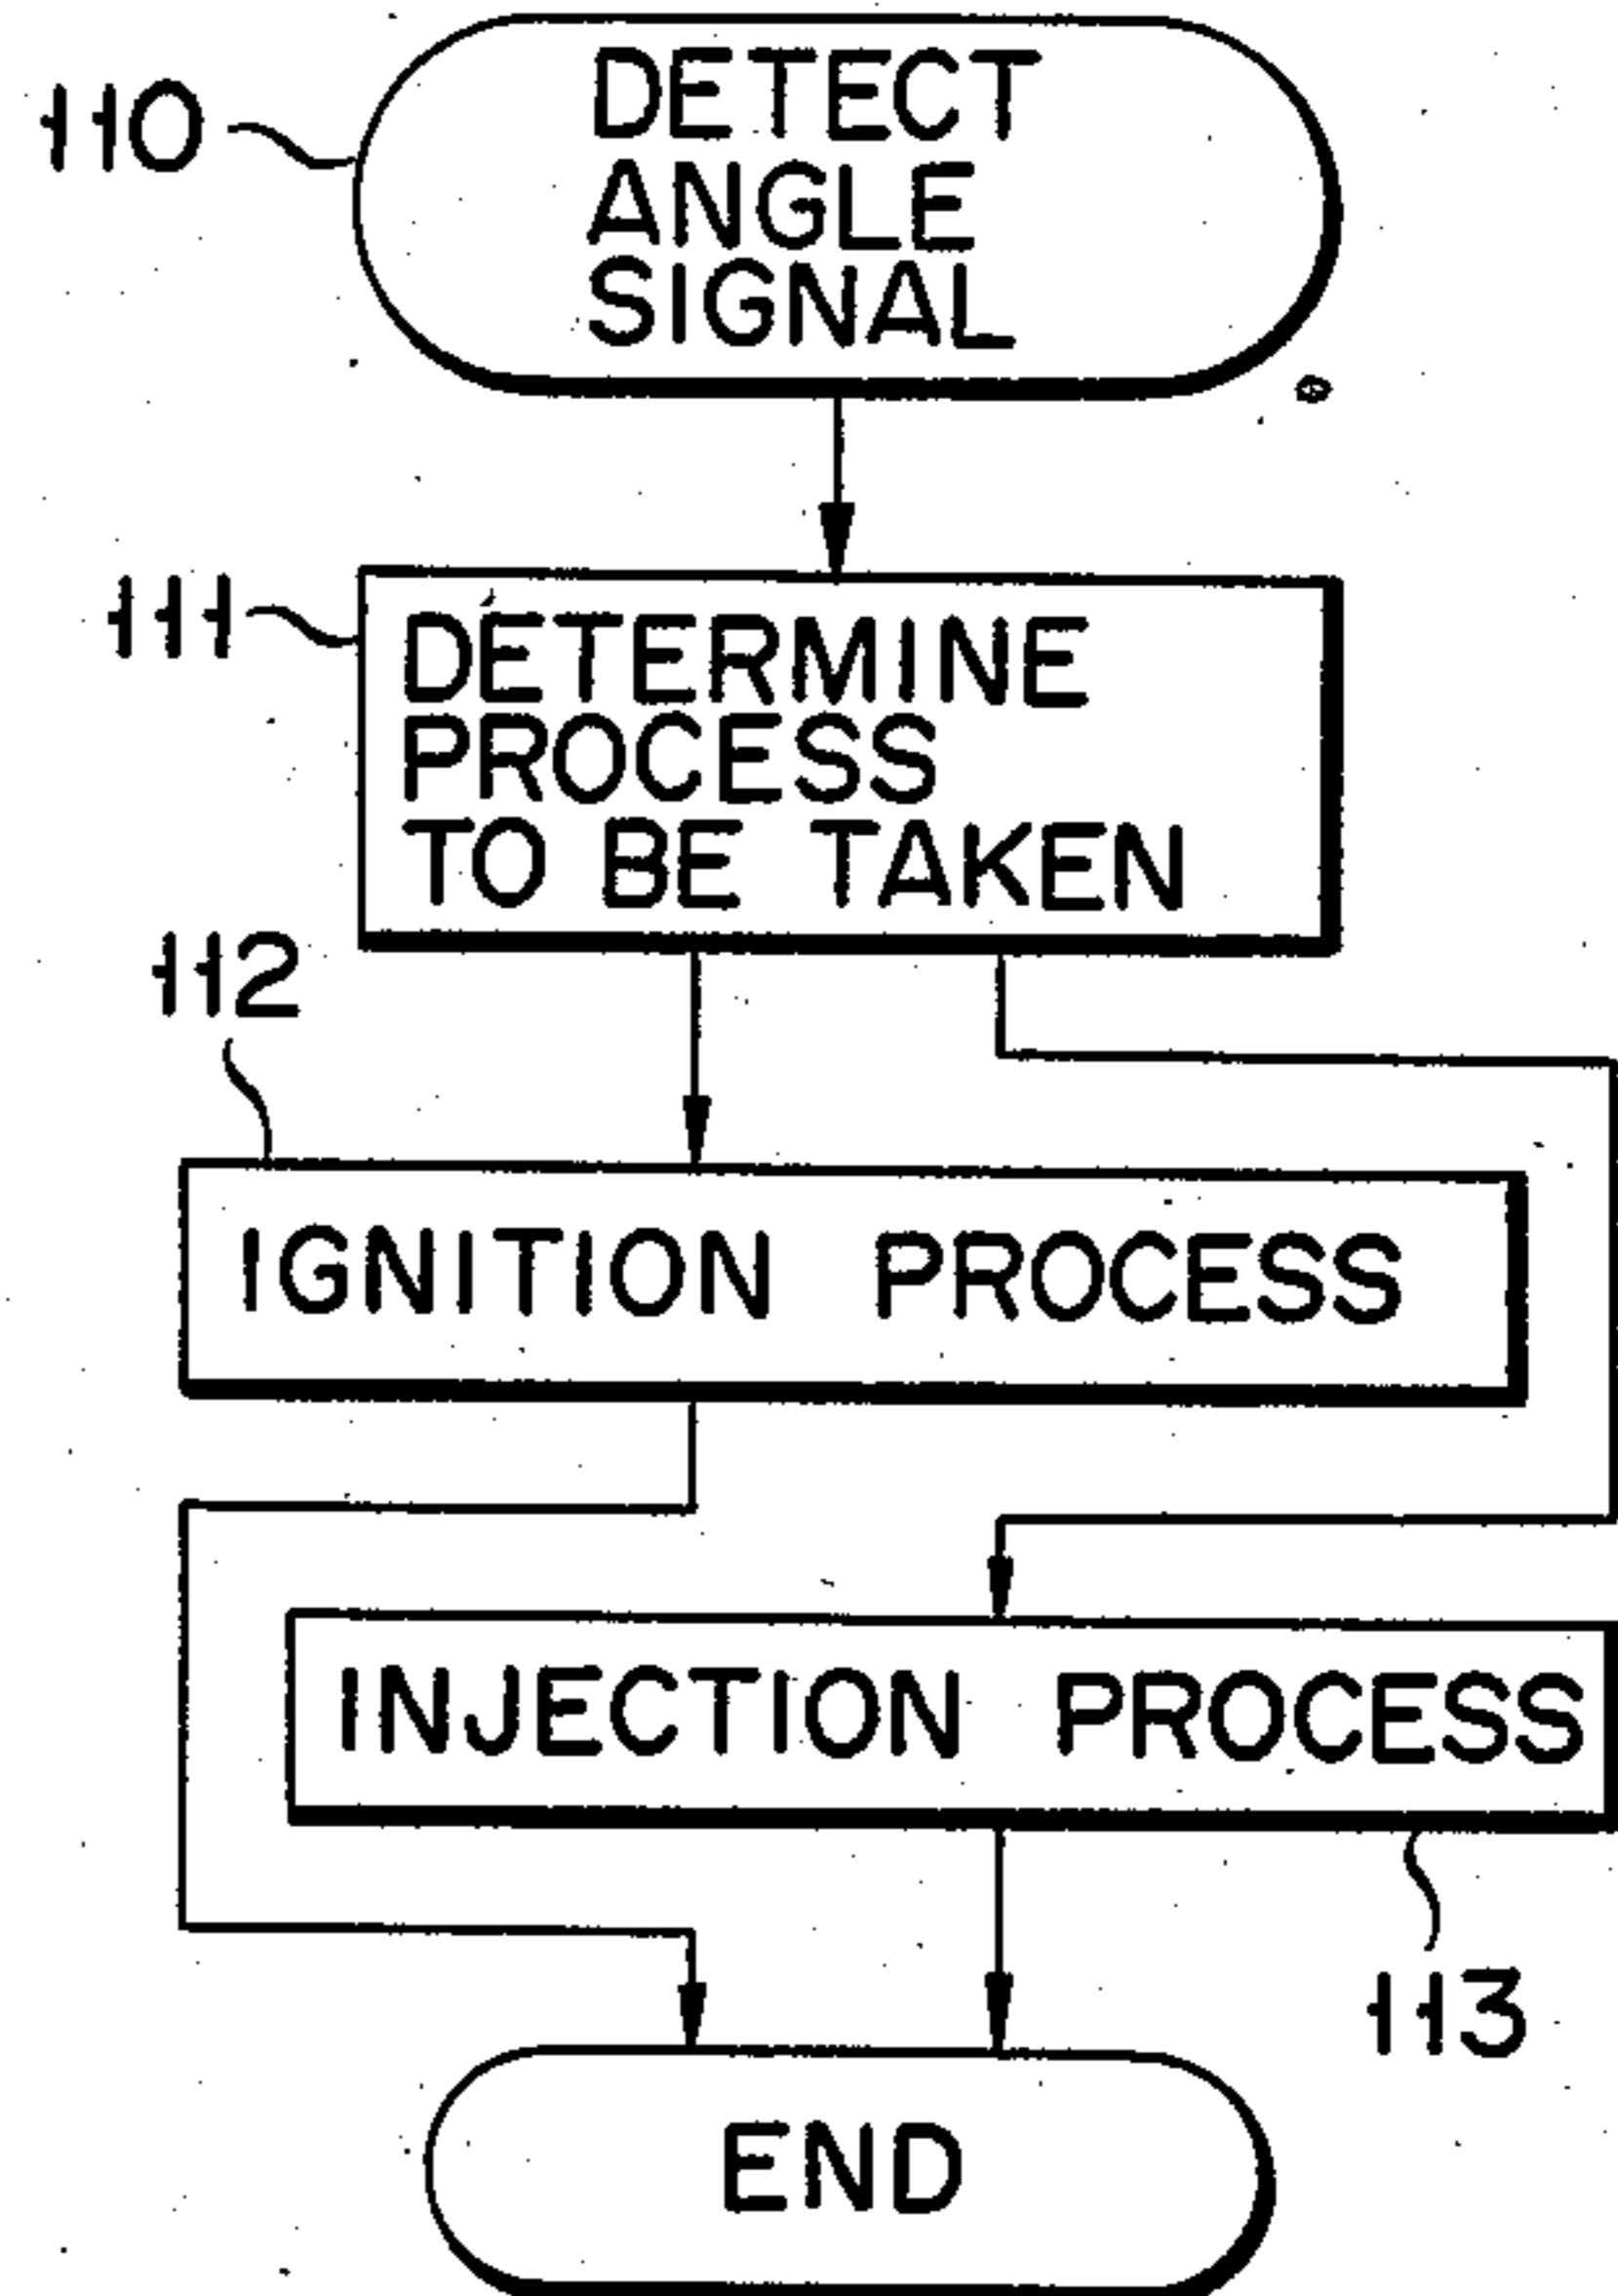 110
DETECT
ANGLE
SIGNAL
111
DETERMINE
PROCESS
TO BE TAKEN
112
IGNITION PROCESS
INJECTION PROCESS
113
END